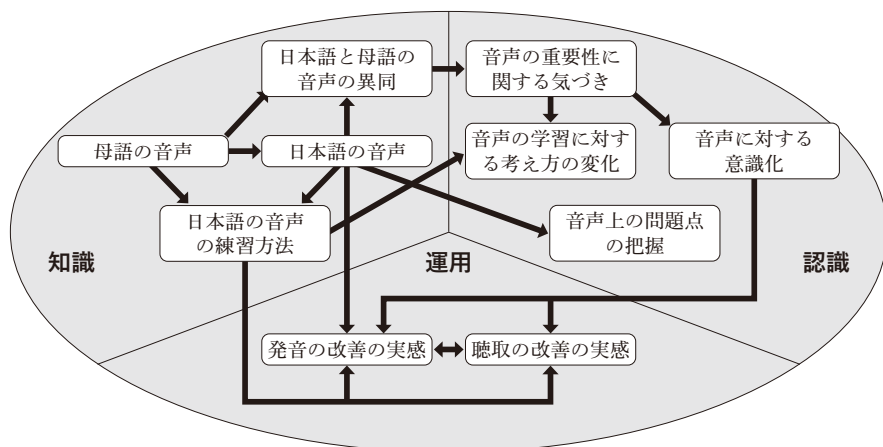 日本語と母語の
音声の異同
音声の重要性に
関する気づき
母語の音声
日本語の音声
音声の学習に対す
る考え方の変化
音声に対する
意識化
日本語の音声
の練習方法
音声上の問題点
の把握
知識
運用
認識
発音の改善の実感
聴取の改善の実感